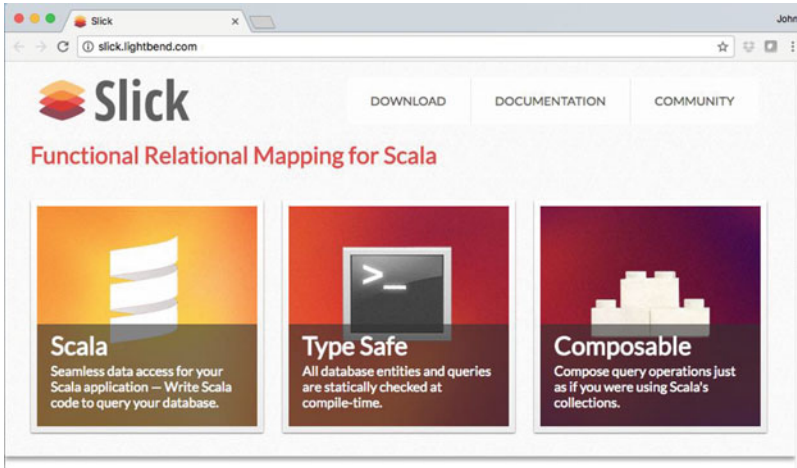 Slick
John
slick.lightbend.com
Slick
DOWNLOAD
DOCUMENTATION
COMMUNITY
Functional Relational Mapping for Scala
>_
Scala
Seamless data access for your
Scala application — Write Scala
code to query your database.
Type Safe
All database entities and queries
are statically checked at
compile-time.
Composable
Compose query operations just
as if you were using Scala's
collections.